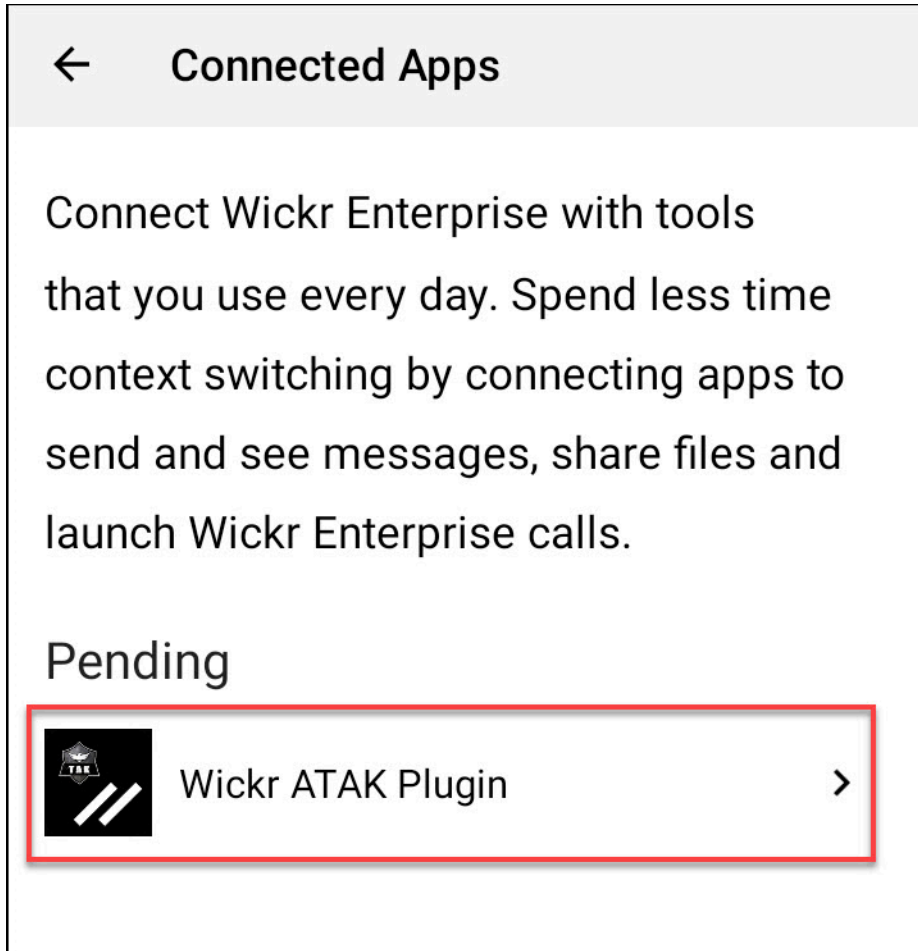 Connected Apps
Connect Wickr Enterprise with tools
that you use every day. Spend less time
context switching by connecting apps to
send and see messages, share files and
launch Wickr Enterprise calls.
Pending
TAK
Wickr ATAK Plugin